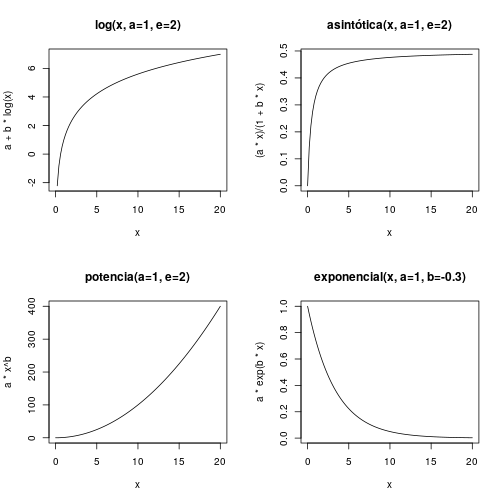 log(x, a=1, e=2)
a + b * log(x)
-2 0 2 4 6
0 5 10 15 20
x
asintótica(x, a=1, e=2)
(a * x)/(1 + b * x)
0.0 0.1 0.2 0.3 0.4 0.5
0 5 10 15 20
x
potencia(a=1, e=2)
a * x^b
0 100 200 300 400
0 5 10 15 20
x
exponencial(x, a=1, b=-0.3)
a * exp(b * x)
0.0 0.2 0.4 0.6 0.8 1.0
0 5 10 15 20
x